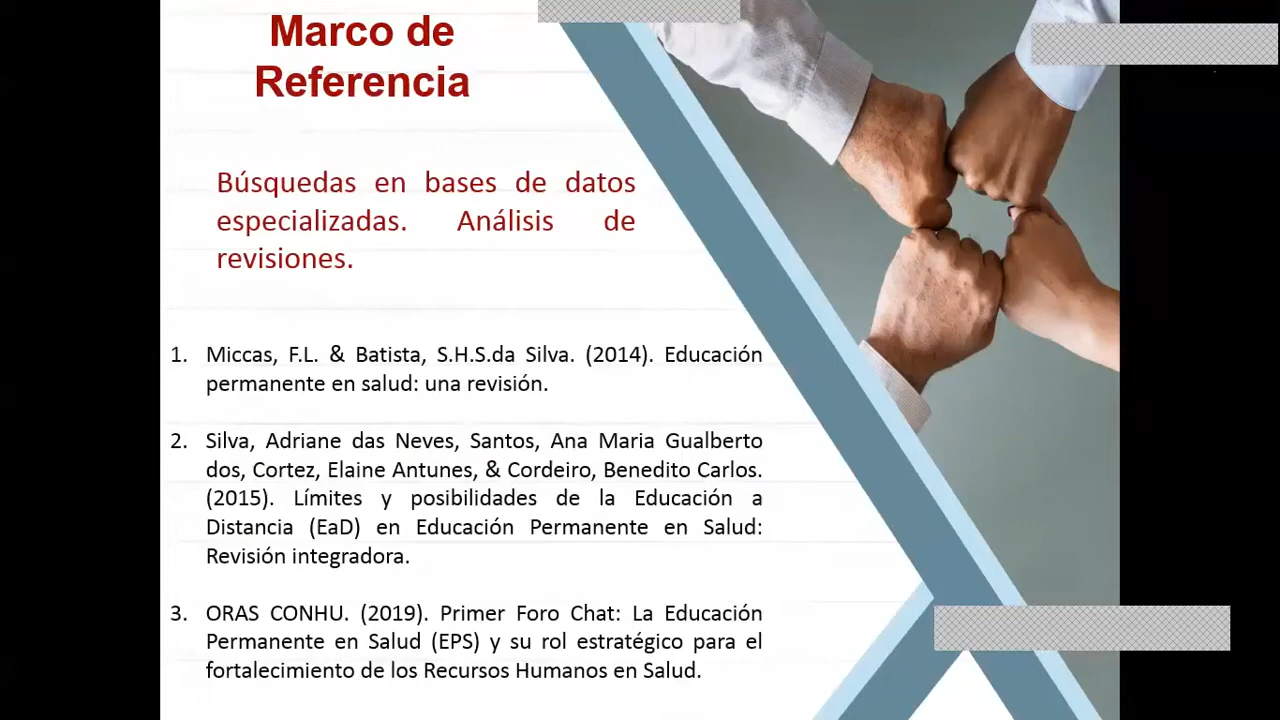 Marco de
Referencia
Búsquedas en bases de datos
especializadas. Análisis de
revisiones.
1. Miccas, F.L. & Batista, S.H.S.da Silva. (2014). Educación
permanente en salud: una revisión.
2. Silva, Adriane das Neves, Santos, Ana Maria Gualberto
dos, Cortez, Elaine Antunes, & Cordeiro, Benedito Carlos.
(2015). Límites y posibilidades de la Educación a
Distancia (EaD) en Educación Permanente en Salud:
Revisión integradora.
3. ORAS CONHU. (2019). Primer Foro Chat: La Educación
Permanente en Salud (EPS) y su rol estratégico para el
fortalecimiento de los Recursos Humanos en Salud.